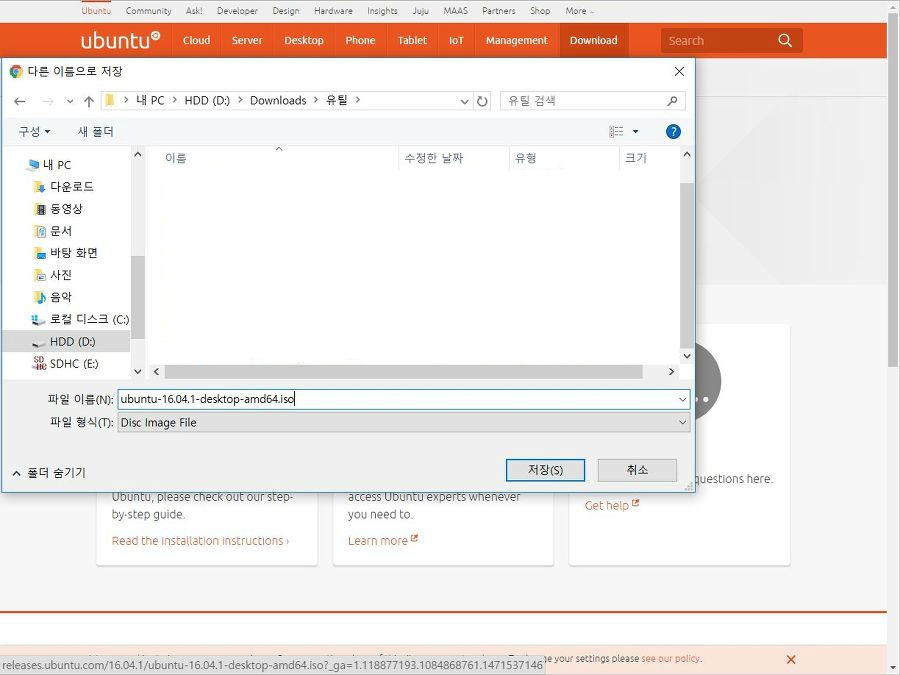 Ubuntu Community Ask! Developer Design Hardware Insights Juju MAAS Partners Shop More
ubuntu Cloud Server Desktop Phone Tablet IoT Management Download Search
다른 이름으로 저장
내 PC > HDD (D:) > Downloads > 유틸 > 유틸 검색
구성 새 폴더
이름 수정한 날짜 유형 크기
내 PC
다운로드
동영상
문서
바탕 화면
사진
음악
로컬 디스크 (C:)
HDD (D:)
SDHC (E:)
파일 이름(N): ubuntu-16.04.1-desktop-amd64.iso
파일 형식(T): Disc Image File
폴더 숨기기 저장(S) 취소
Ubuntu, please check out our step-
by-step guide.
Read the installation instructions ›
access Ubuntu experts whenever
you need to.
Learn more
questions here.
Get help
ge your settings please see our policy.
releases.ubuntu.com/16.04.1/ubuntu-16.04.1-desktop-amd64.iso?_ga=1.118877193.1084868761.1471537146